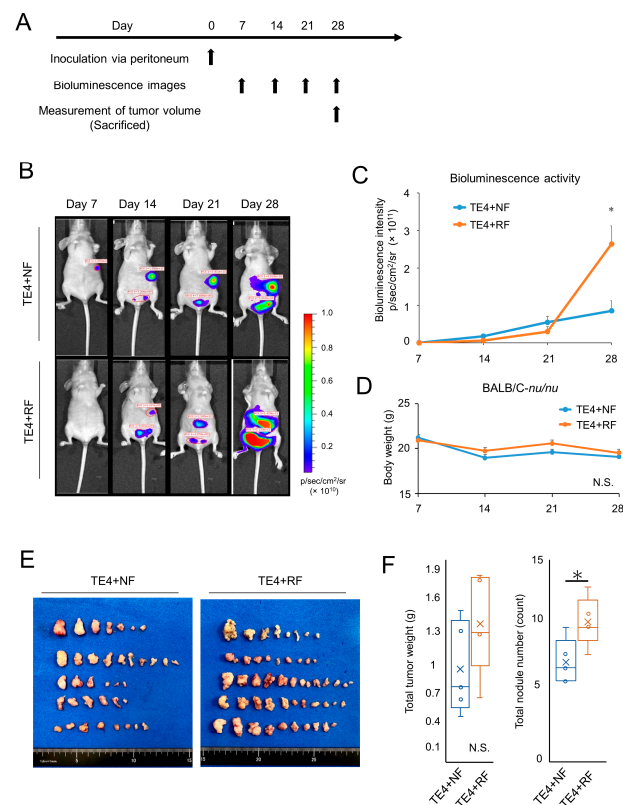 A
Day 0 7 14 21 28
Inoculation via peritoneum
Bioluminescence images
Measurement of tumor volume
(Sacrificed)
B
Day 7 Day 14 Day 21 Day 28
TE4+NF
TE4+RF
1.0
0.8
0.6
0.4
0.2
p/sec/cm²/sr
(× 10¹⁰)
C
Bioluminescence activity
Bioluminescence intensity
p/sec/cm²/sr (× 10¹¹)
4
3
2
1
0
TE4+NF
TE4+RF
*
7 14 21 28
D
BALB/C-nu/nu
Body weight (g)
25
20
15
TE4+NF
TE4+RF
N.S.
7 14 21 28
E
TE4+NF TE4+RF
F
Total tumor weight (g)
1.9
1.6
1.3
1
0.7
0.4
0.1
N.S.
TE4+NF
TE4+RF
Total nodule number (count)
15
10
5
0
*
TE4+NF
TE4+RF